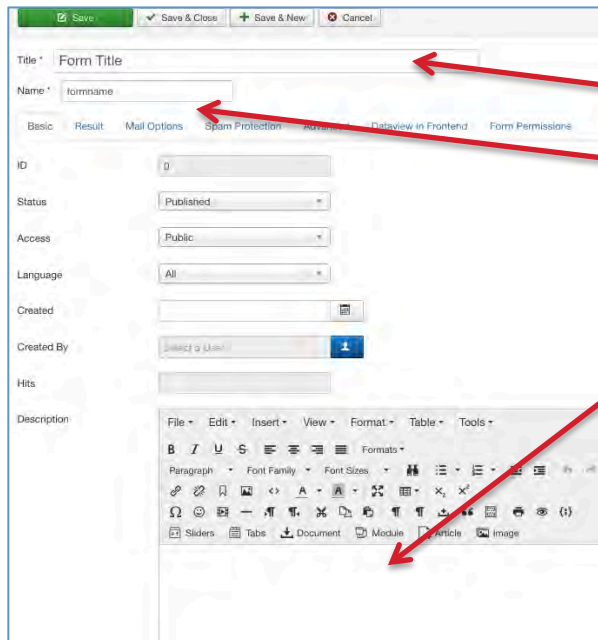 Save Save & Close Save & New Cancel
Title * Form Title
Name * formname
Basic Result Mail Options Spam Protection Advanced Dataview in Frontend Form Permissions
ID 0
Status Published
Access Public
Language All
Created
Created By Select a User
Hits
Description
File Edit Insert View Format Table Tools
B I U S Formats
Paragraph Font Family Font Sizes
A A X₂ X²
Ω
Sliders Tabs Document Module Article Image